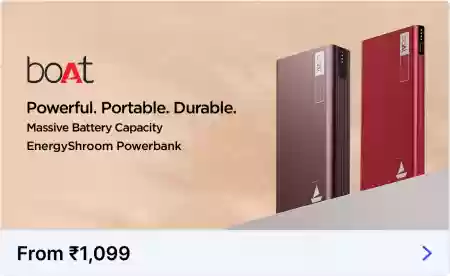 boAt
Powerful. Portable. Durable.
Massive Battery Capacity
EnergyShroom Powerbank
From ₹1,099